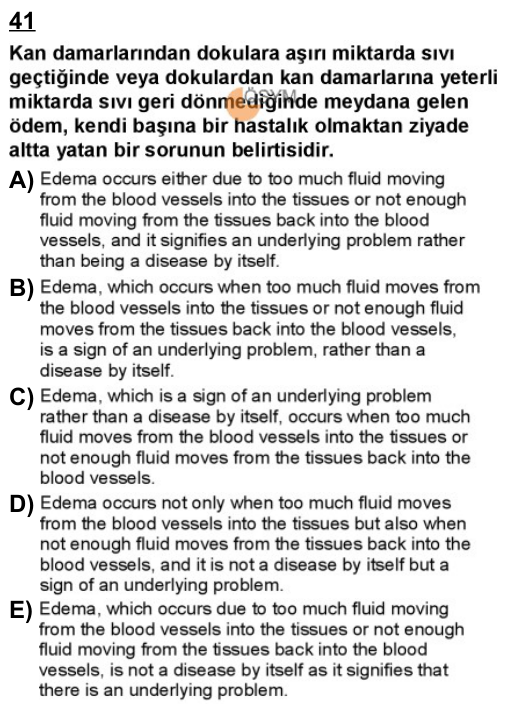 41
Kan damarlarından dokulara aşırı miktarda sıvı
geçtiğinde veya dokulardan kan damarlarına yeterli
miktarda sıvı geri dönmediğinde meydana gelen
ödem, kendi başına bir hastalık olmaktan ziyade
altta yatan bir sorunun belirtisidir.
A) Edema occurs either due to too much fluid moving
from the blood vessels into the tissues or not enough
fluid moving from the tissues back into the blood
vessels, and it signifies an underlying problem rather
than being a disease by itself.
B) Edema, which occurs when too much fluid moves from
the blood vessels into the tissues or not enough fluid
moves from the tissues back into the blood vessels,
is a sign of an underlying problem, rather than a
disease by itself.
C) Edema, which is a sign of an underlying problem
rather than a disease by itself, occurs when too much
fluid moves from the blood vessels into the tissues or
not enough fluid moves from the tissues back into the
blood vessels.
D) Edema occurs not only when too much fluid moves
from the blood vessels into the tissues but also when
not enough fluid moves from the tissues back into the
blood vessels, and it is not a disease by itself but a
sign of an underlying problem.
E) Edema, which occurs due to too much fluid moving
from the blood vessels into the tissues or not enough
fluid moving from the tissues back into the blood
vessels, is not a disease by itself as it signifies that
there is an underlying problem.